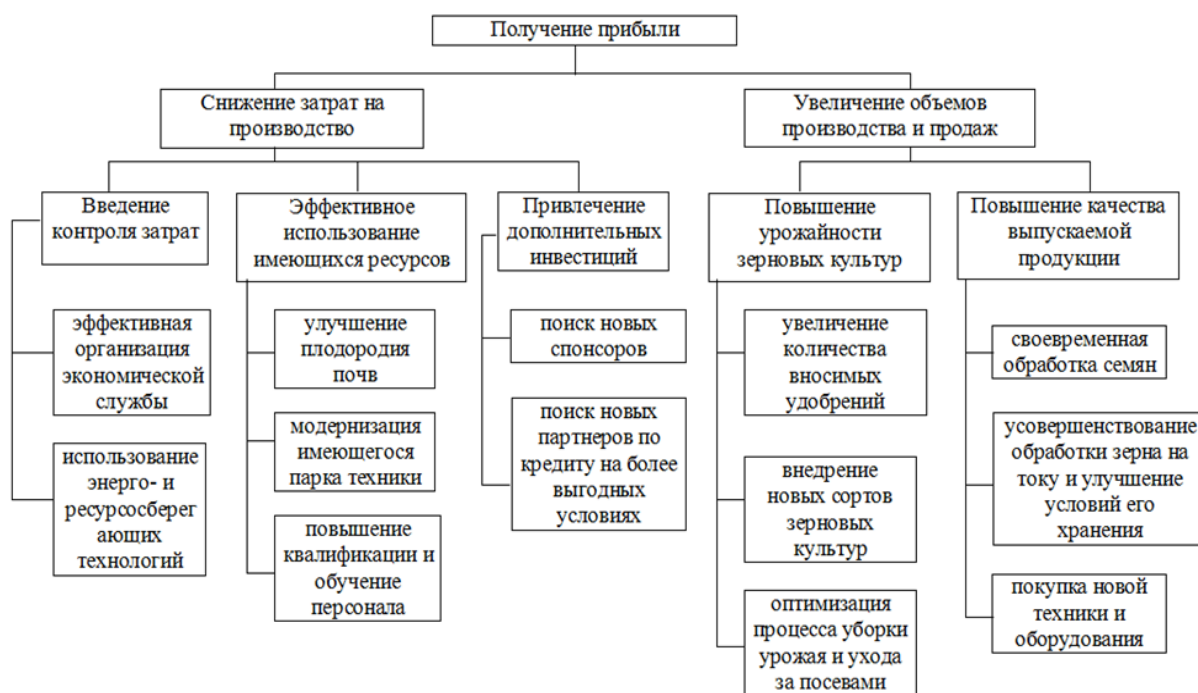 Получение прибыли
Снижение затрат на
производство
Увеличение объемов
производства и продаж
Введение
контроля затрат
Эффективное
использование
имеющихся ресурсов
Привлечение
дополнительных
инвестиций
Повышение
урожайности
зерновых культур
Повышение качества
выпускаемой
продукции
эффективная
организация
экономической
службы
использование
энерго- и
ресурсосберег
ающих
технологий
улучшение
плодородия
почв
модернизация
имеющегося
парка техники
повышение
квалификации и
обучение
персонала
поиск новых
спонсоров
поиск новых
партнеров по
кредиту на более
выгодных
условиях
увеличение
количества
вносимых
удобрений
внедрение
новых сортов
зерновых
культур
оптимизация
процесса уборки
урожая и ухода
за посевами
своевременная
обработка семян
усовершенствование
обработки зерна на
току и улучшение
условий его
хранения
покупка новой
техники и
оборудования